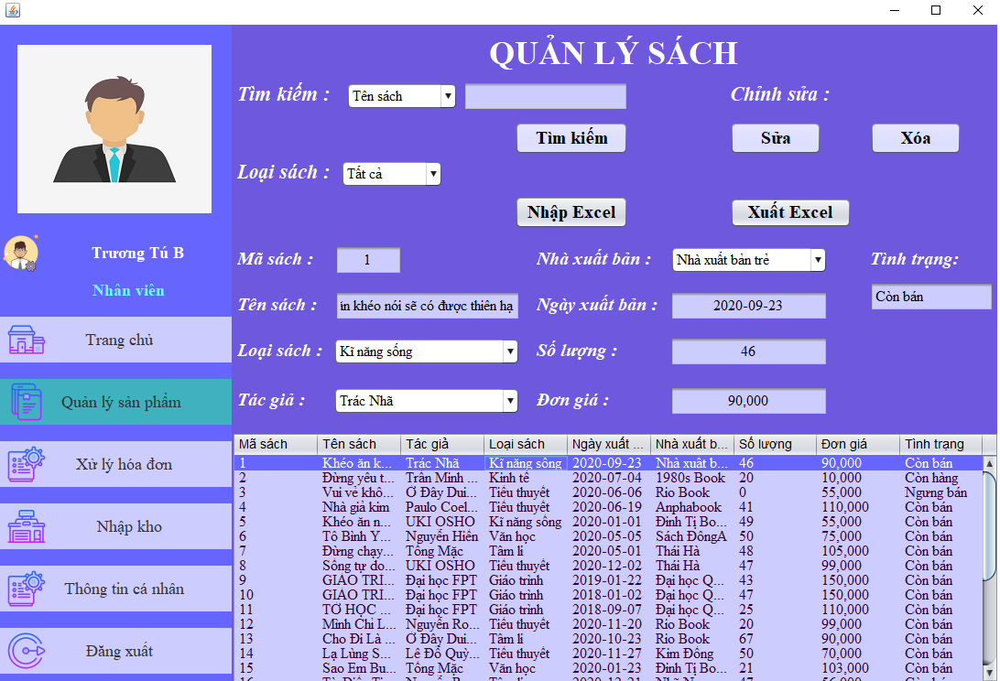 QUẢN LÝ SÁCH
Tìm kiếm : Tên sách Chỉnh sửa :
Tìm kiếm Sửa Xóa
Loại sách : Tất cả
Nhập Excel Xuất Excel
Trương Tú B
Nhân viên
Trang chủ
Quản lý sản phẩm
Xử lý hóa đơn
Nhập kho
Thông tin cá nhân
Đăng xuất
Mã sách : 1 Nhà xuất bản : Nhà xuất bản trẻ Tình trạng:
Tên sách : in khéo nói sẽ có được thiên hạ Ngày xuất bản : 2020-09-23 Còn bán
Loại sách : Kĩ năng sống Số lượng : 46
Tác giả : Trác Nhã Đơn giá : 90,000
Mã sách Tên sách Tác giả Loại sách Ngày xuất ... Nhà xuất b... Số lượng Đơn giá Tình trạng
1 Khéo ăn k... Trác Nhã Kĩ năng sống 2020-09-23 Nhà xuất b... 46 90,000 Còn bán
2 Đừng yêu t... Trần Minh ... Kinh tế 2020-07-04 1980s Book 20 10,000 Còn hàng
3 Vui vẻ khô... Ở Đây Dui... Tiểu thuyết 2020-06-06 Rio Book 0 55,000 Ngưng bán
4 Nhà giả kim Paulo Coel... Tiểu thuyết 2020-06-19 Anphabook 41 110,000 Còn bán
5 Khéo ăn n... UKI OSHO Kĩ năng sống 2020-01-01 Đinh Tị Bo... 49 55,000 Còn bán
6 Tô Bình Y... Nguyễn Hiến Văn học 2020-05-05 Sách ĐôngA 50 75,000 Còn bán
7 Đừng chạy... Tống Mặc Tâm lí 2020-05-01 Thái Hà 48 105,000 Còn bán
8 Sống tự do... UKI OSHO Tiểu thuyết 2020-12-02 Thái Hà 47 99,000 Còn bán
9 GIÁO TRÌ... Đại học FPT Giáo trình 2019-01-22 Đại học Q... 43 150,000 Còn bán
10 GIÁO TRÌ... Đại học FPT Giáo trình 2018-01-02 Đại học Q... 47 150,000 Còn bán
11 TỚ HỌC ... Đại học FPT Giáo trình 2018-09-07 Đại học Q... 25 110,000 Còn bán
12 Mình Chỉ L... Nguyễn Ro... Tiểu thuyết 2020-11-20 Rio Book 20 99,000 Còn bán
13 Cho Đi Là ... Ở Đây Dui... Tâm lí 2020-10-23 Rio Book 67 90,000 Còn bán
14 Lạ Lùng S... Lê Đỗ Quỳ... Tiểu thuyết 2020-11-27 Kim Đồng 50 70,000 Còn bán
15 Sao Em Bu... Tống Mặc Văn học 2020-01-23 Đinh Tị Bo... 21 103,000 Còn bán